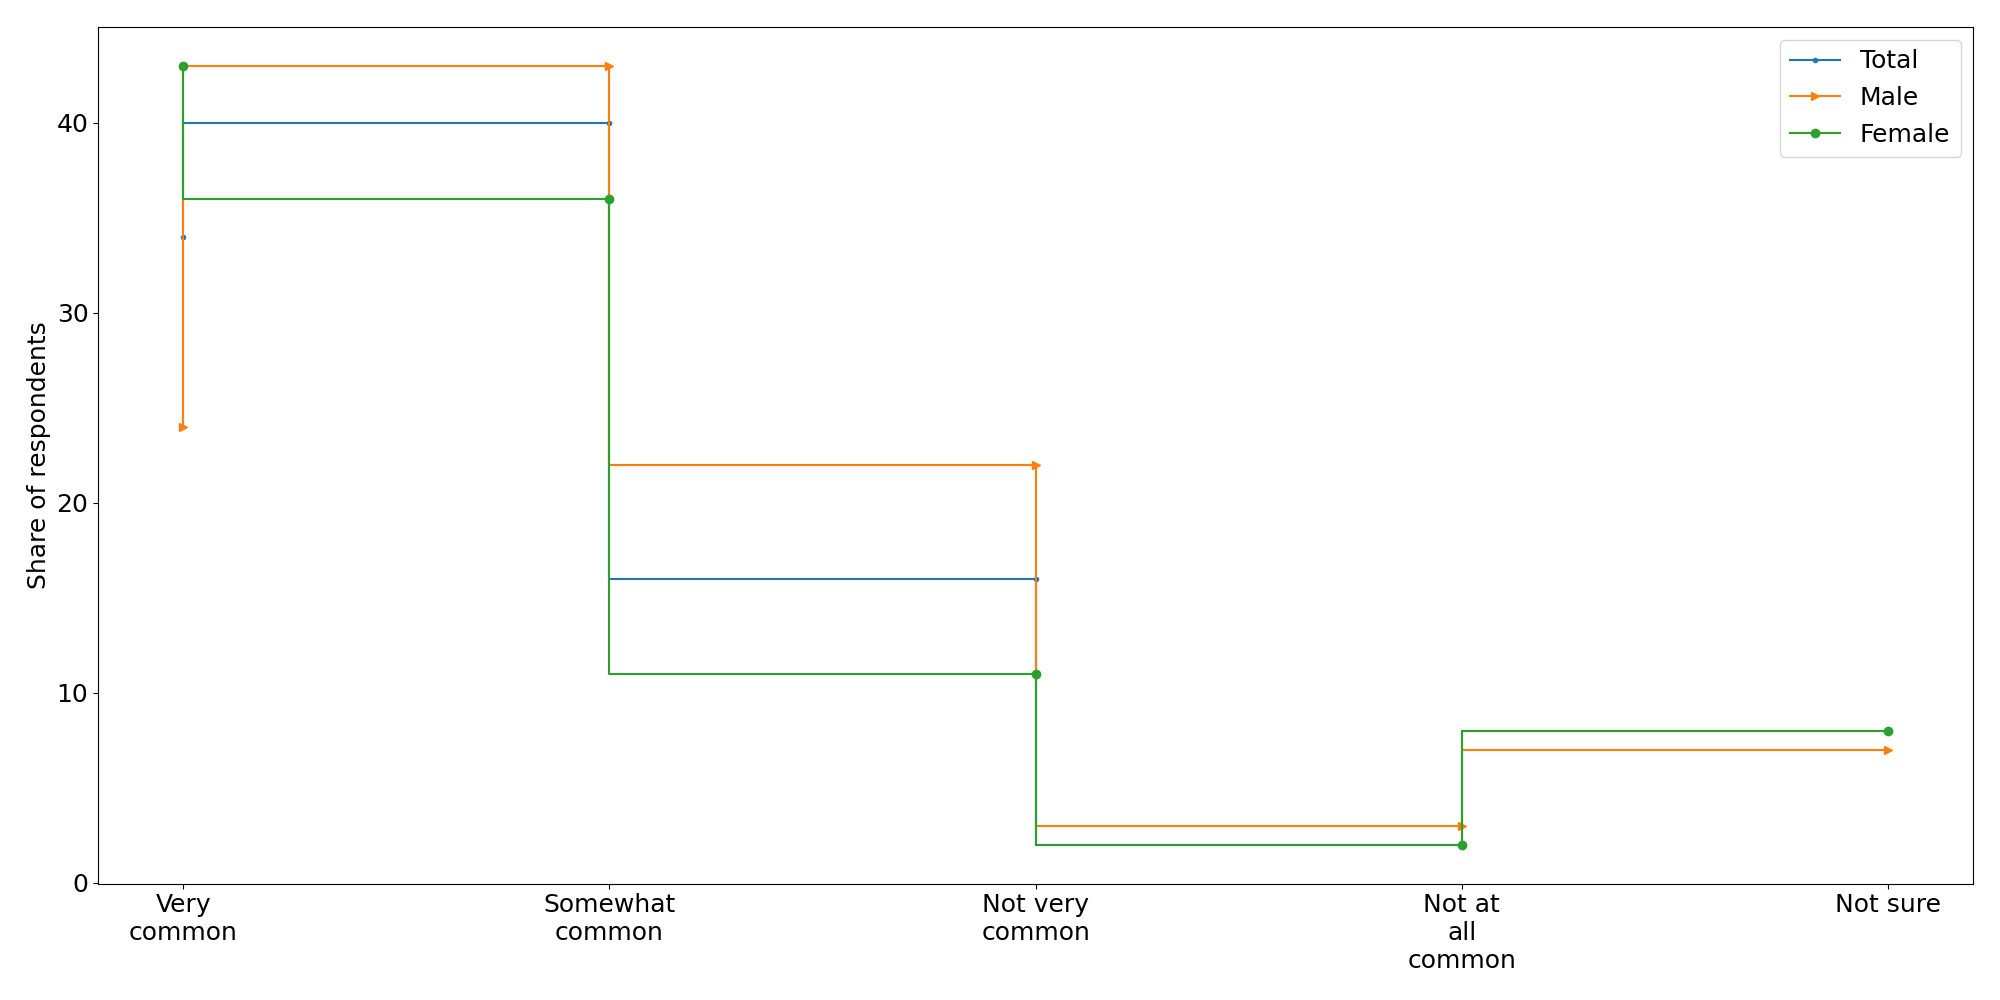 Total
Male
Female
40
30
20
10
0
Share of respondents
Very
common
Somewhat
common
Not very
common
Not at
all
common
Not sure